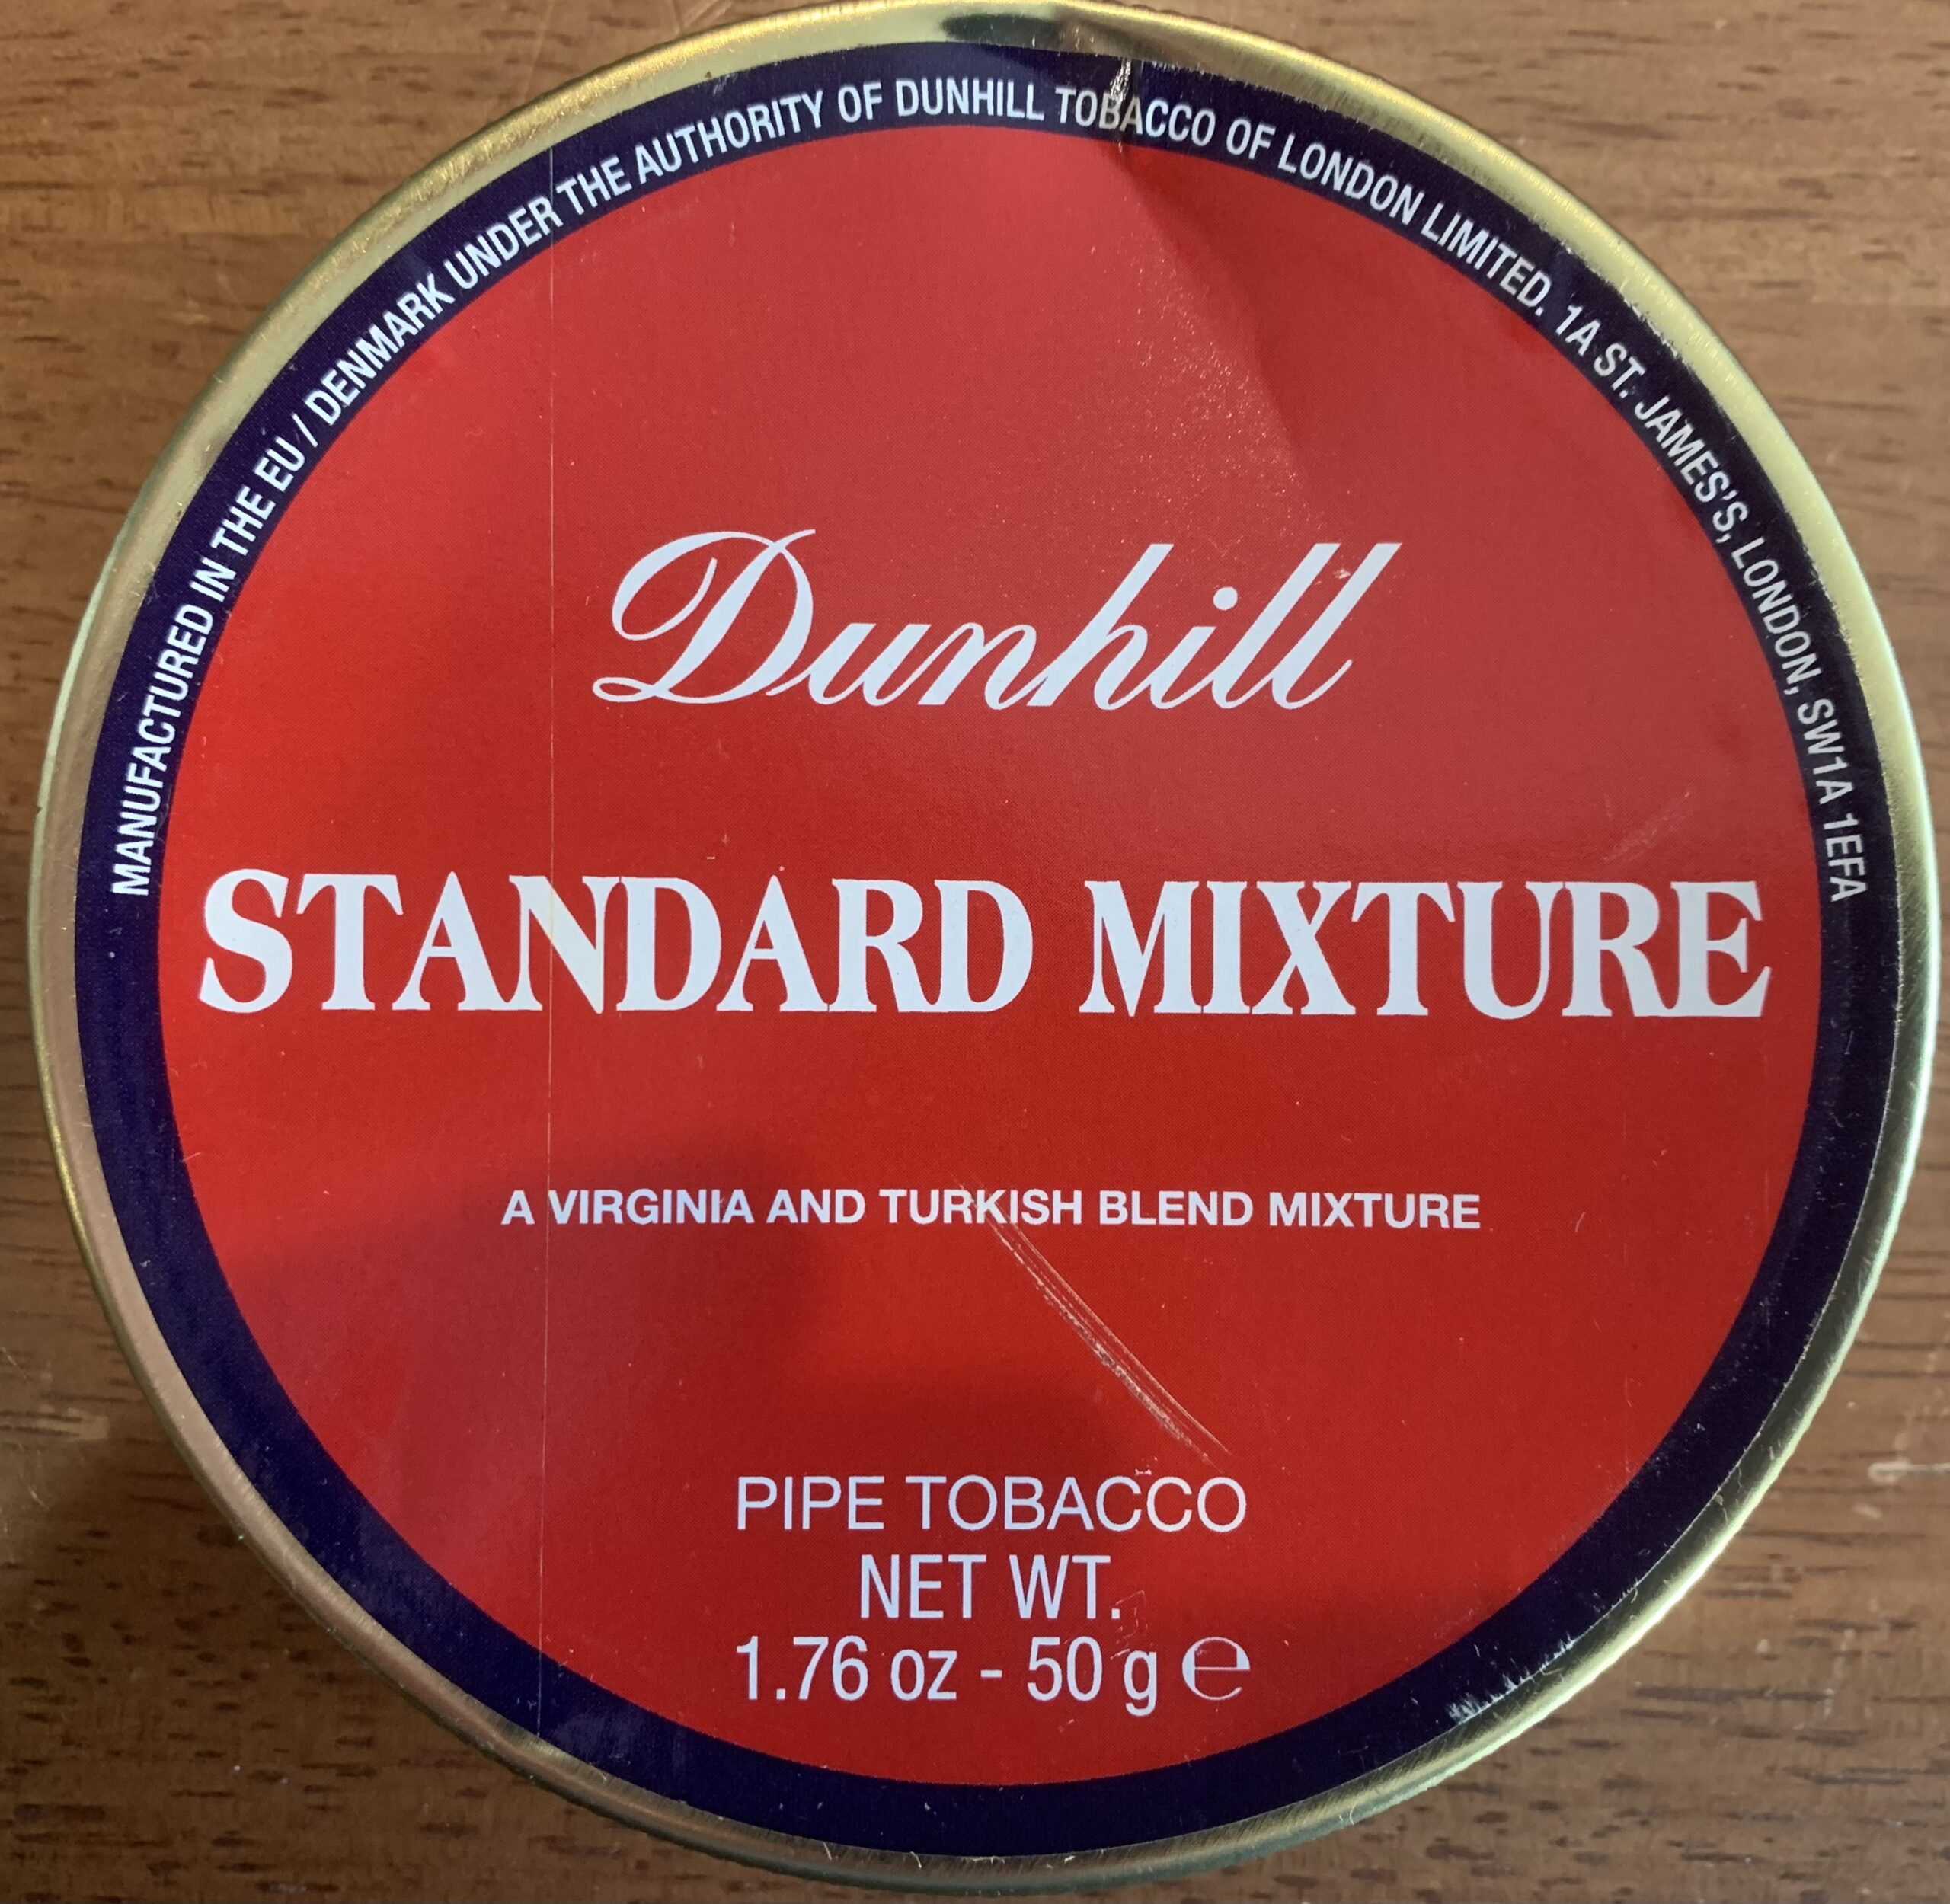 MANUFACTURED IN THE EU / DENMARK UNDER THE AUTHORITY OF DUNHILL TOBACCO OF LONDON LIMITED. 1A ST. JAMES'S, LONDON, SW1A 1EFA
Dunhill
STANDARD MIXTURE
A VIRGINIA AND TURKISH BLEND MIXTURE
PIPE TOBACCO
NET WT.
1.76 oz - 50 g ℮